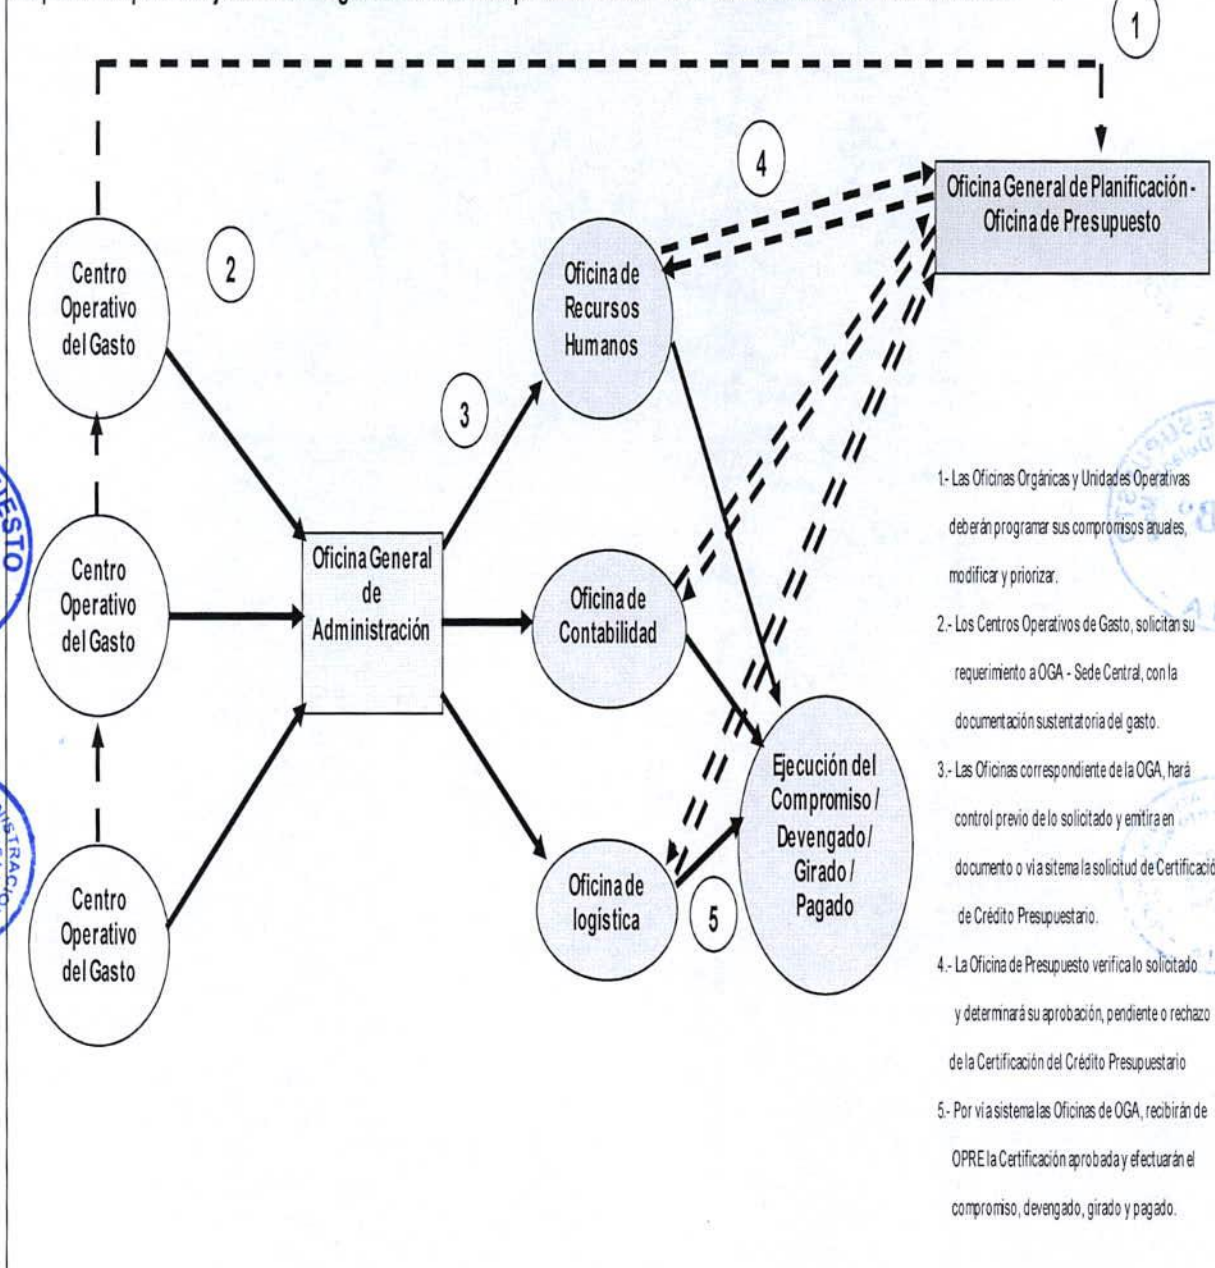 1
4
Oficina General de Planificación -
Oficina de Presupuesto
2
Centro
Operativo
del Gasto
Oficina de
Recursos
Humanos
3
1.- Las Oficinas Orgánicas y Unidades Operativas
deberán programar sus compromisos anuales,
modificar y priorizar.
Centro
Operativo
del Gasto
Oficina General
de
Administración
Oficina de
Contabilidad
2.- Los Centros Operativos de Gasto, solicitan su
requerimiento a OGA - Sede Central, con la
documentación sustentatoria del gasto.
3.- Las Oficinas correspondiente de la OGA, hará
control previo de lo solicitado y emitira en
documento o via sitema la solicitud de Certificació
de Crédito Presupuestario.
Ejecución del
Compromiso /
Devengado /
Girado /
Pagado
Centro
Operativo
del Gasto
Oficina de
logística
5
4.- La Oficina de Presupuesto verifica lo solicitado
y determinará su aprobación, pendiente o rechazo
de la Certificación del Crédito Presupuestario
5.- Por vía sistema las Oficinas de OGA, recibirán de
OPRE la Certificación aprobada y efectuarán el
compromiso, devengado, girado y pagado.